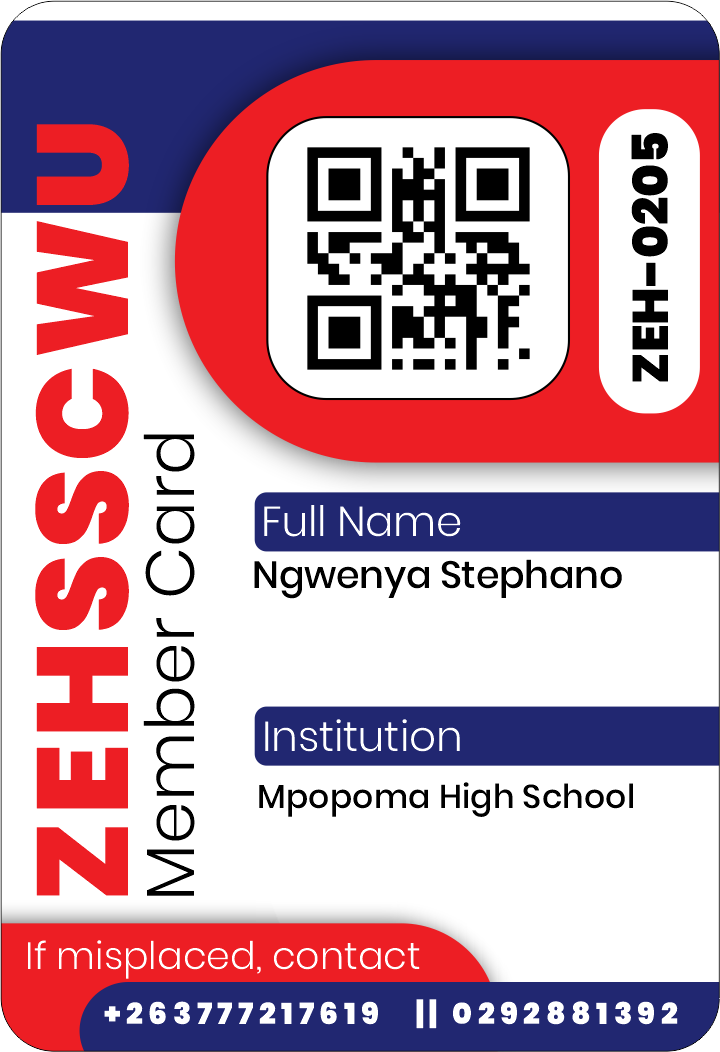 ZEHSSCWU
Member Card
ZEH-0205
Full Name
Ngwenya Stephano
Institution
Mpopoma High School
If misplaced, contact
+263777217619 || 0292881392